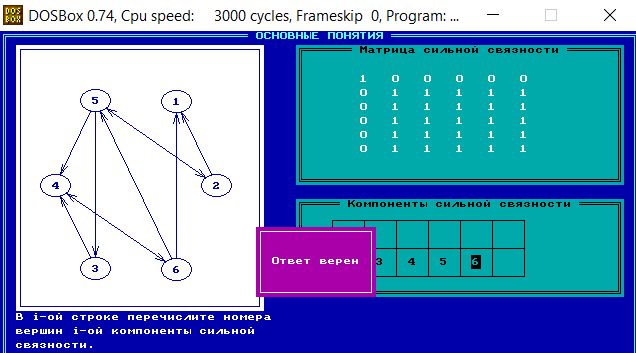 DOSBox 0.74, Cpu speed: 3000 cycles, Frameskip 0, Program: ...
ОСНОВНЫЕ ПОНЯТИЯ
5
1
4
2
3
6
В i-ой строке перечислите номера
вершин i-ой компоненты сильной
связности.
Матрица сильной связности
1 0 0 0 0 0
0 1 1 1 1 1
0 1 1 1 1 1
0 1 1 1 1 1
0 1 1 1 1 1
0 1 1 1 1 1
Компоненты сильной связности
3 4 5 6
Ответ верен